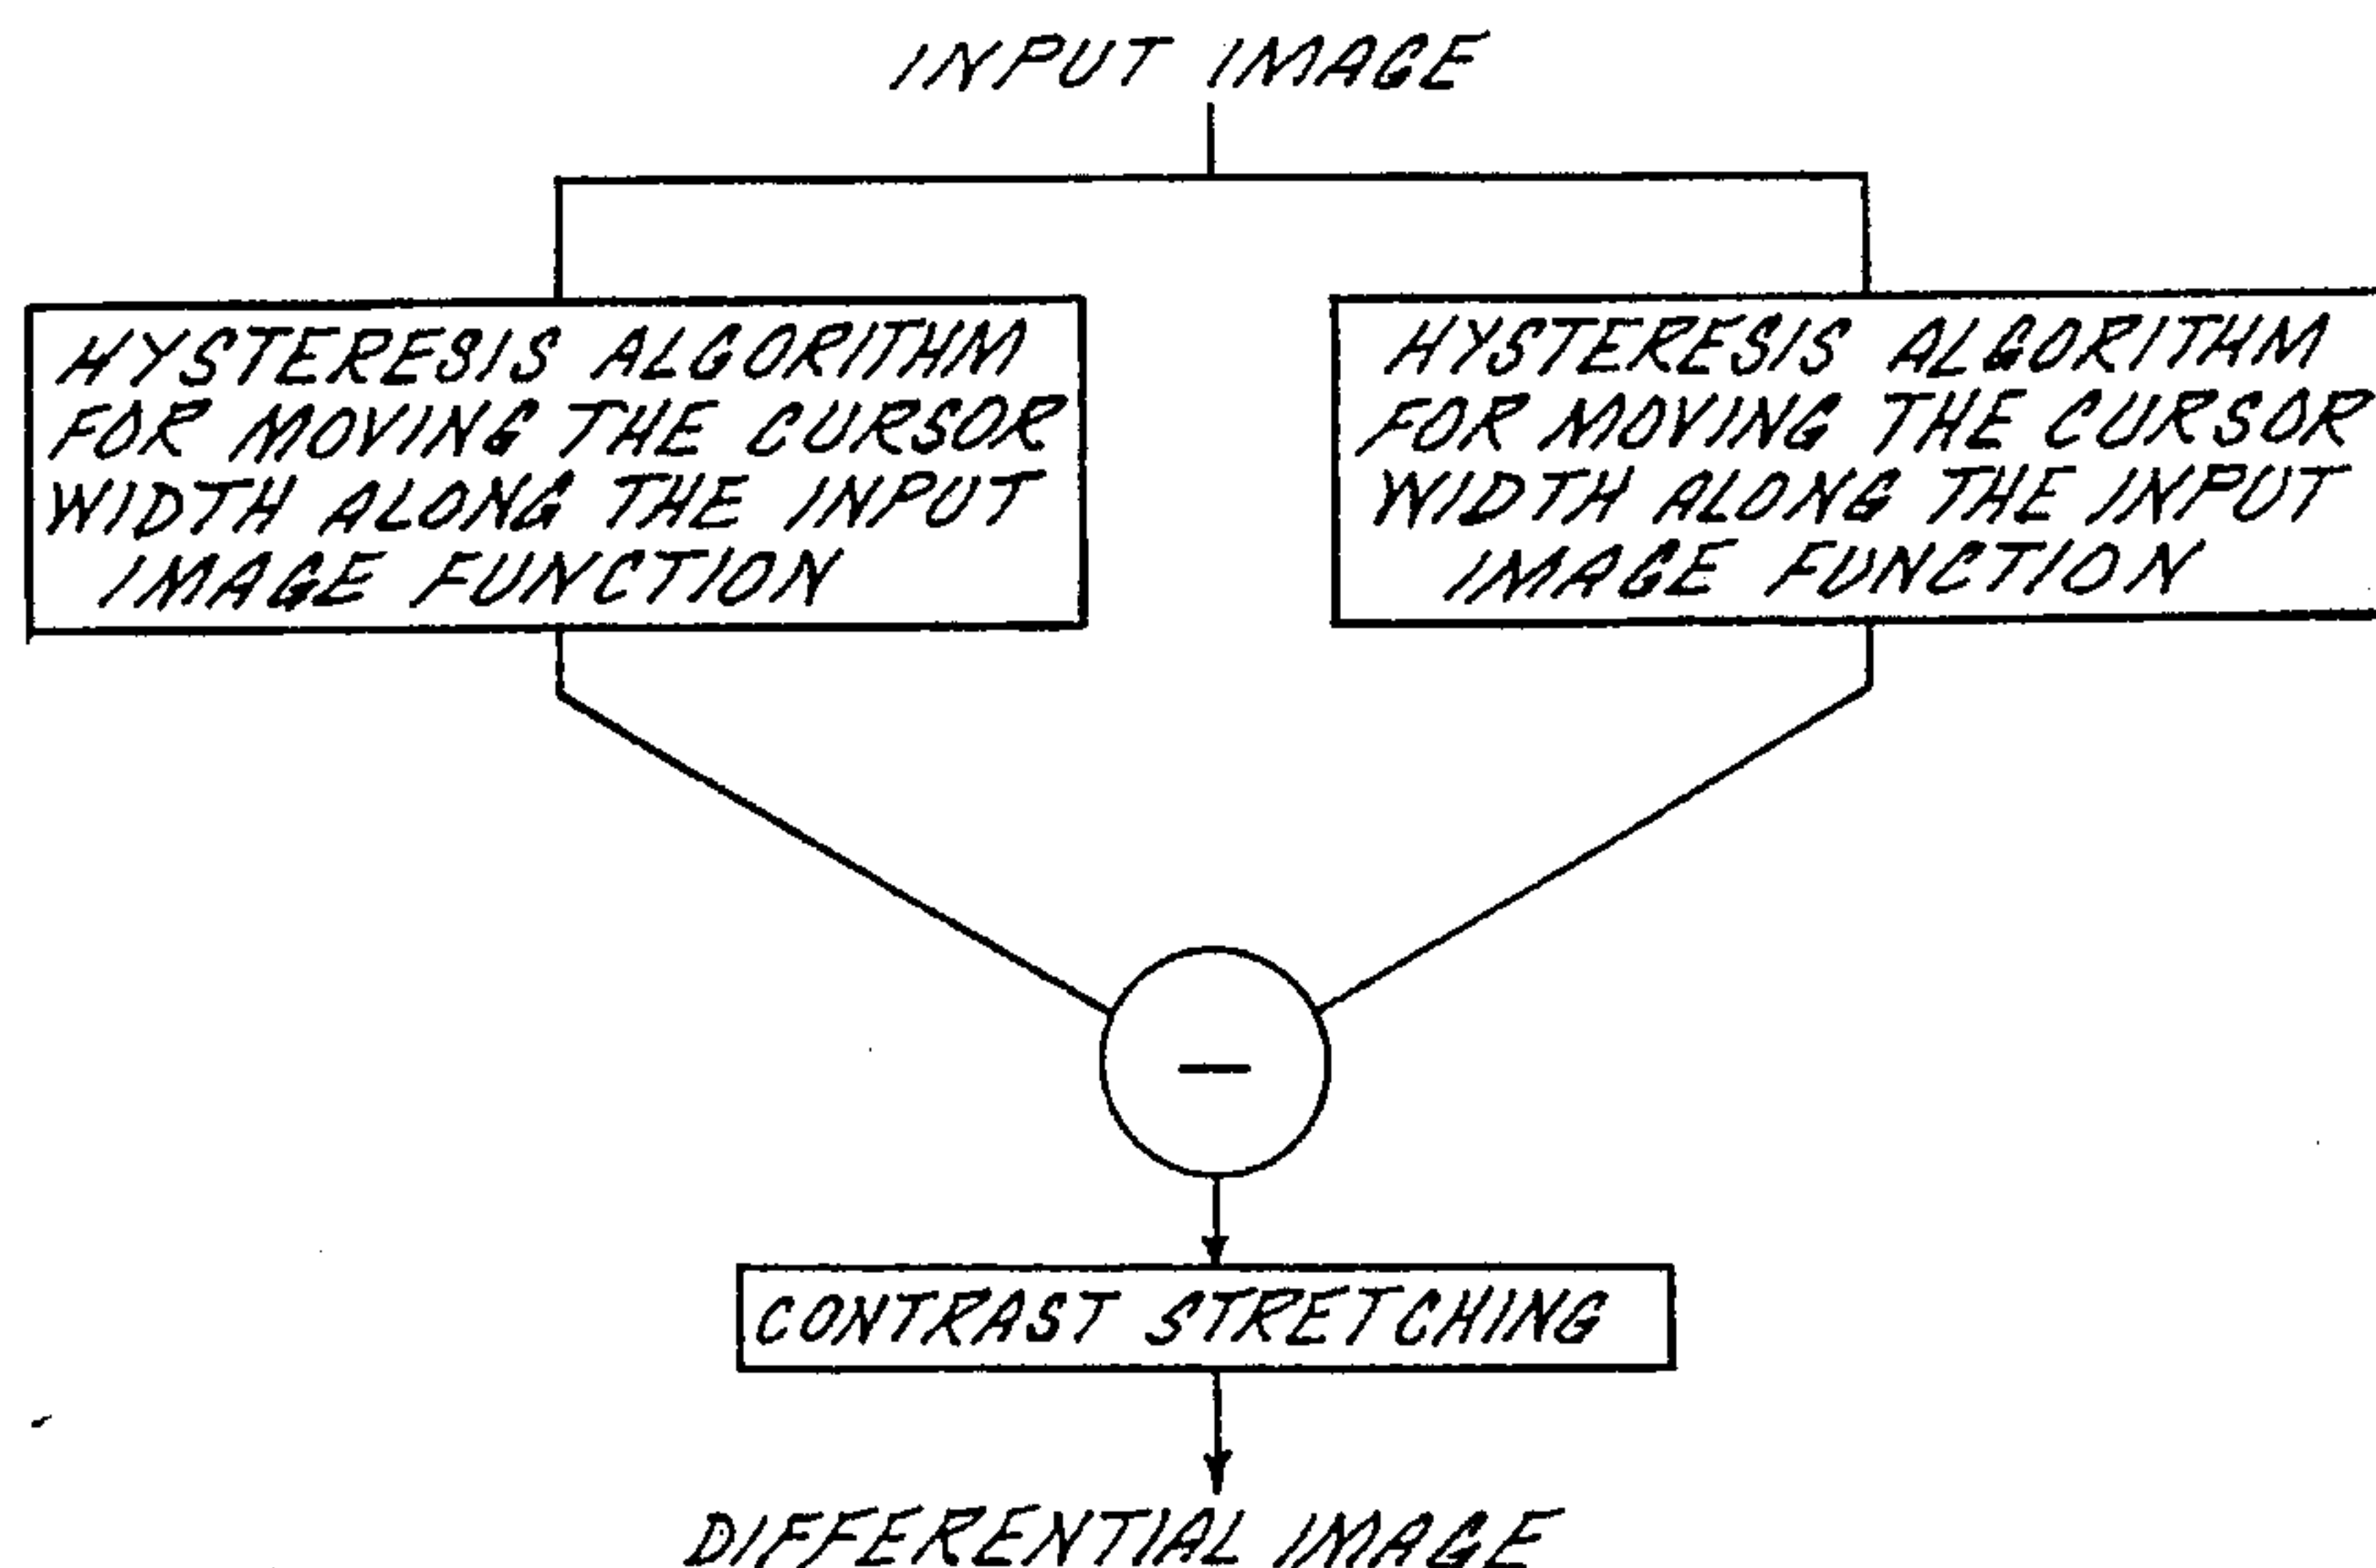 INPUT IMAGE
HYSTERESIS ALGORITHM
FOR MOVING THE CURSOR
WIDTH ALONG THE INPUT
IMAGE FUNCTION
HYSTERESIS ALGORITHM
FOR MOVING THE CURSOR
WIDTH ALONG THE INPUT
IMAGE FUNCTION
—
CONTRAST STRETCHING
DIFFERENTIAL IMAGE